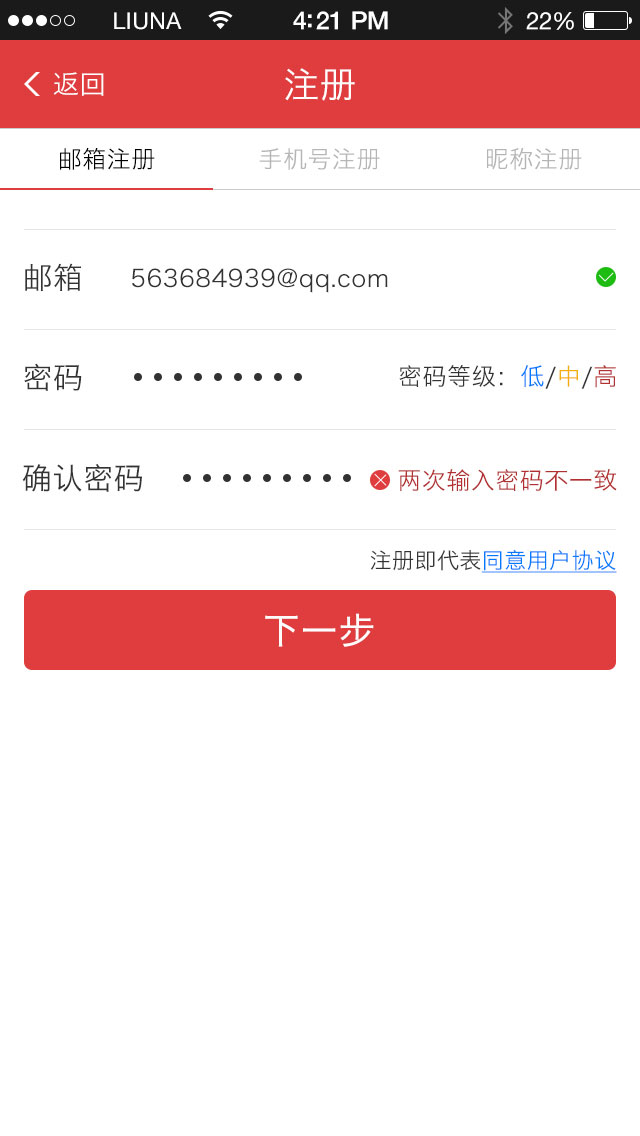 LIUNA 4:21 PM 22%
返回 注册
邮箱注册 手机号注册 昵称注册
邮箱 563684939@qq.com
密码 ••••••••• 密码等级：低/中/高
确认密码 ••••••••• 两次输入密码不一致
注册即代表同意用户协议
下一步